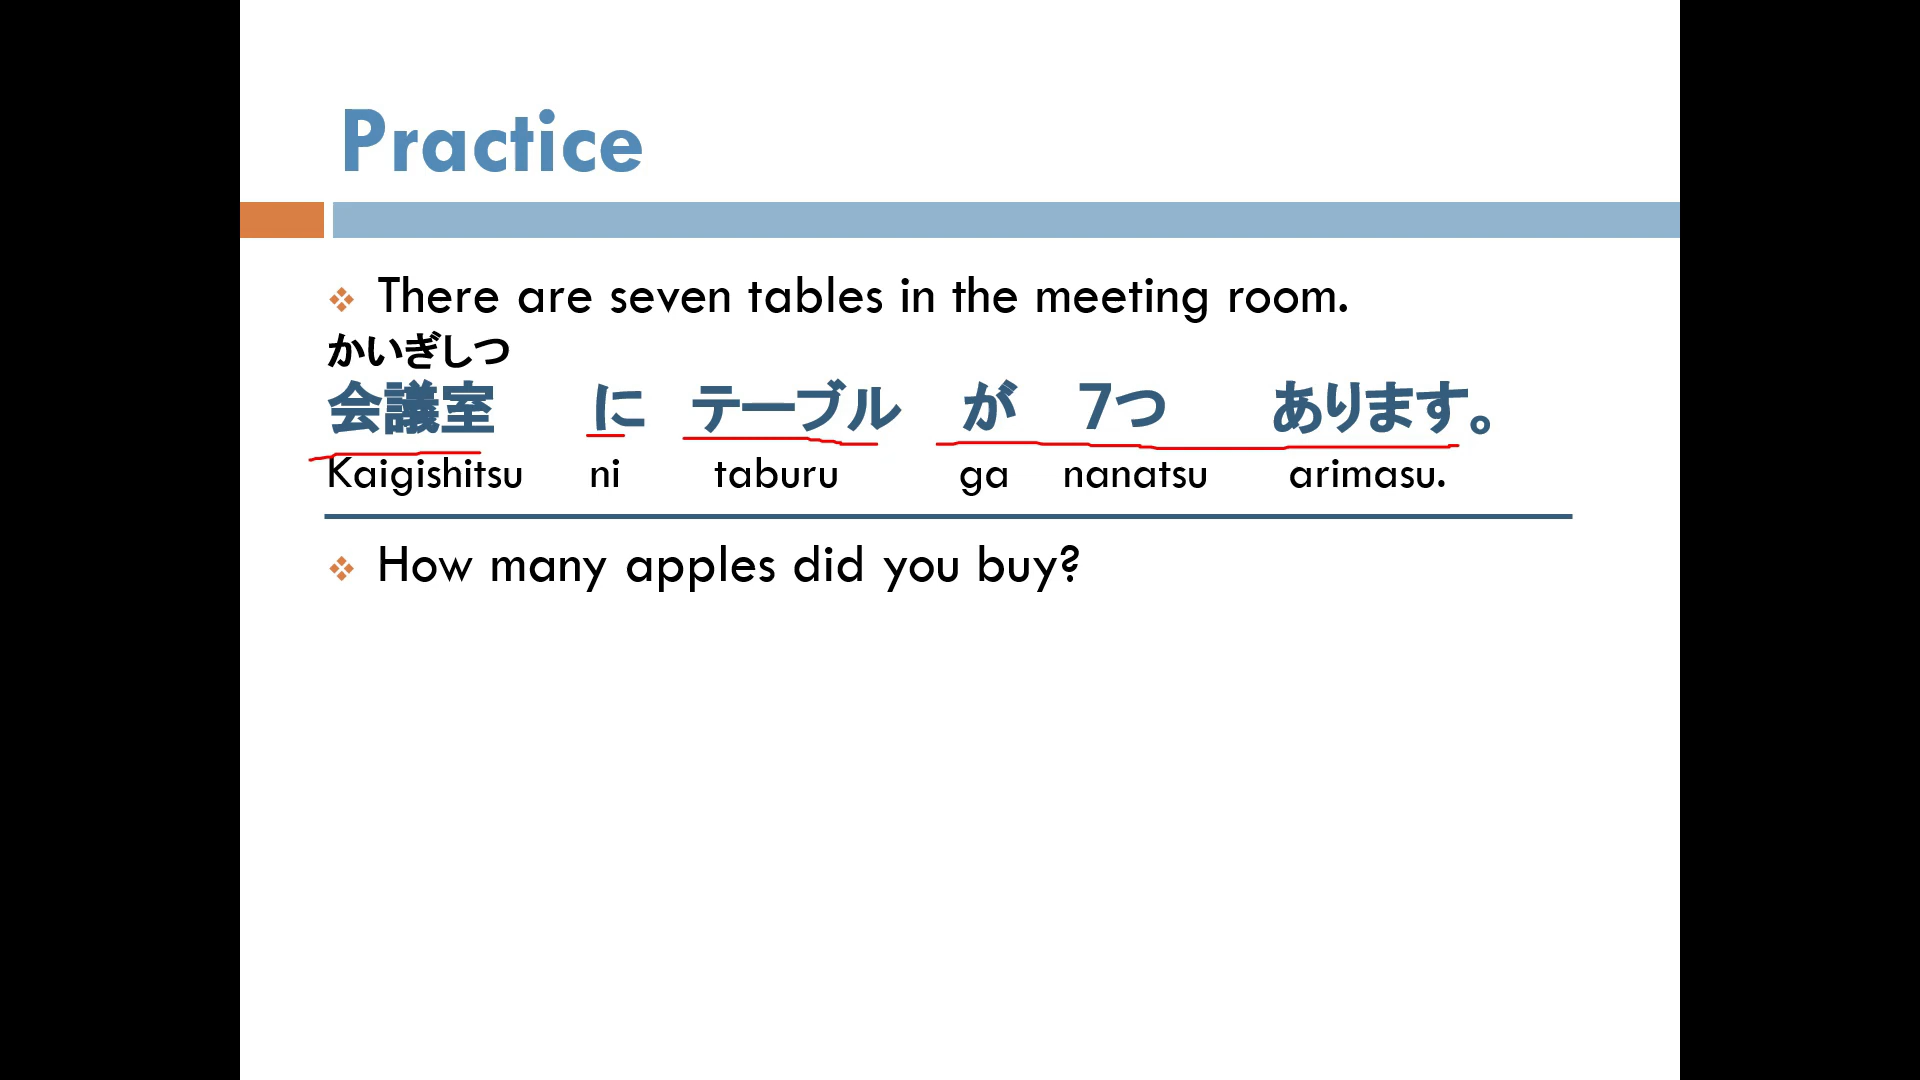 Practice
There are seven tables in the meeting room.
かいぎしつ
会議室 に テーブル が 7つ あります。
Kaigishitsu ni taburu ga nanatsu arimasu.
How many apples did you buy?